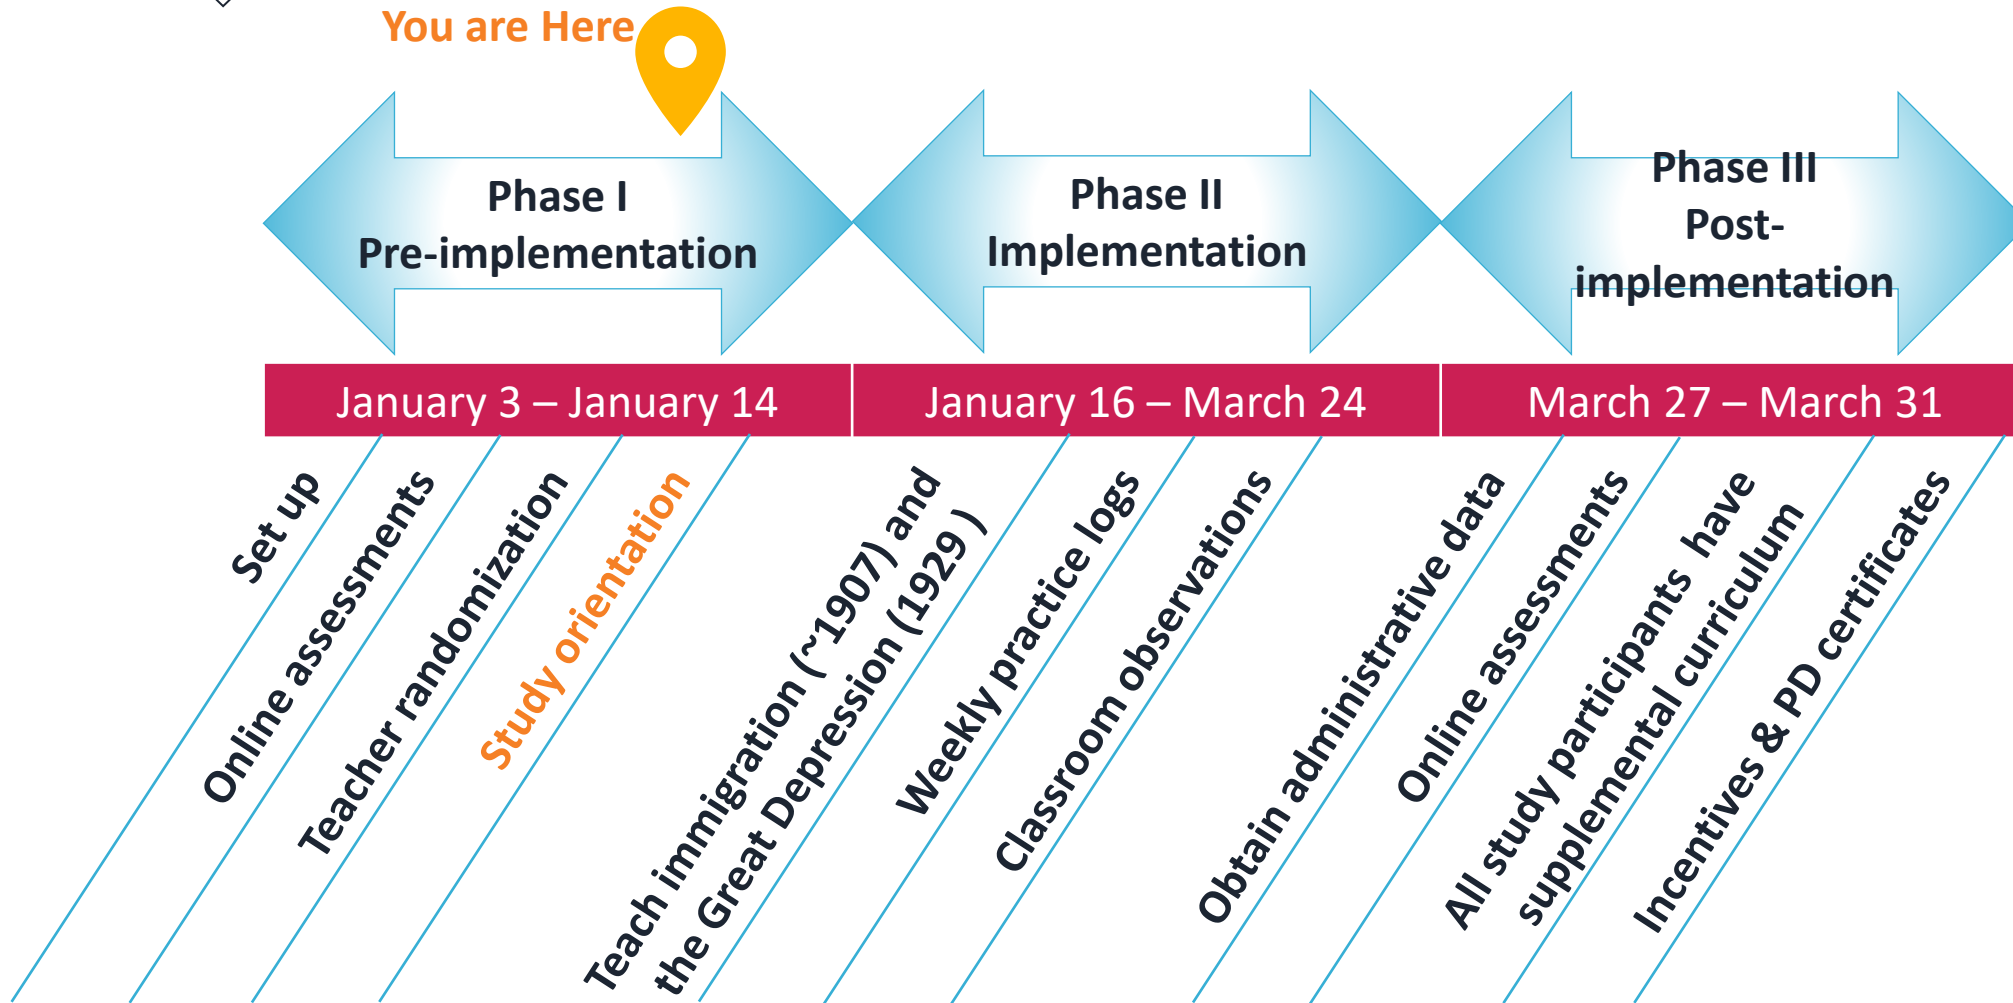 You are Here
Phase I
Pre-implementation
Phase II
Implementation
Phase III
Post-
implementation
January 3 – January 14
January 16 – March 24
March 27 – March 31
Set up
Online assessments
Teacher randomization
Study orientation
Teach immigration (~1907) and
the Great Depression (1929 )
Weekly practice logs
Classroom observations
Obtain administrative data
Online assessments
All study participants have
supplemental curriculum
Incentives & PD certificates